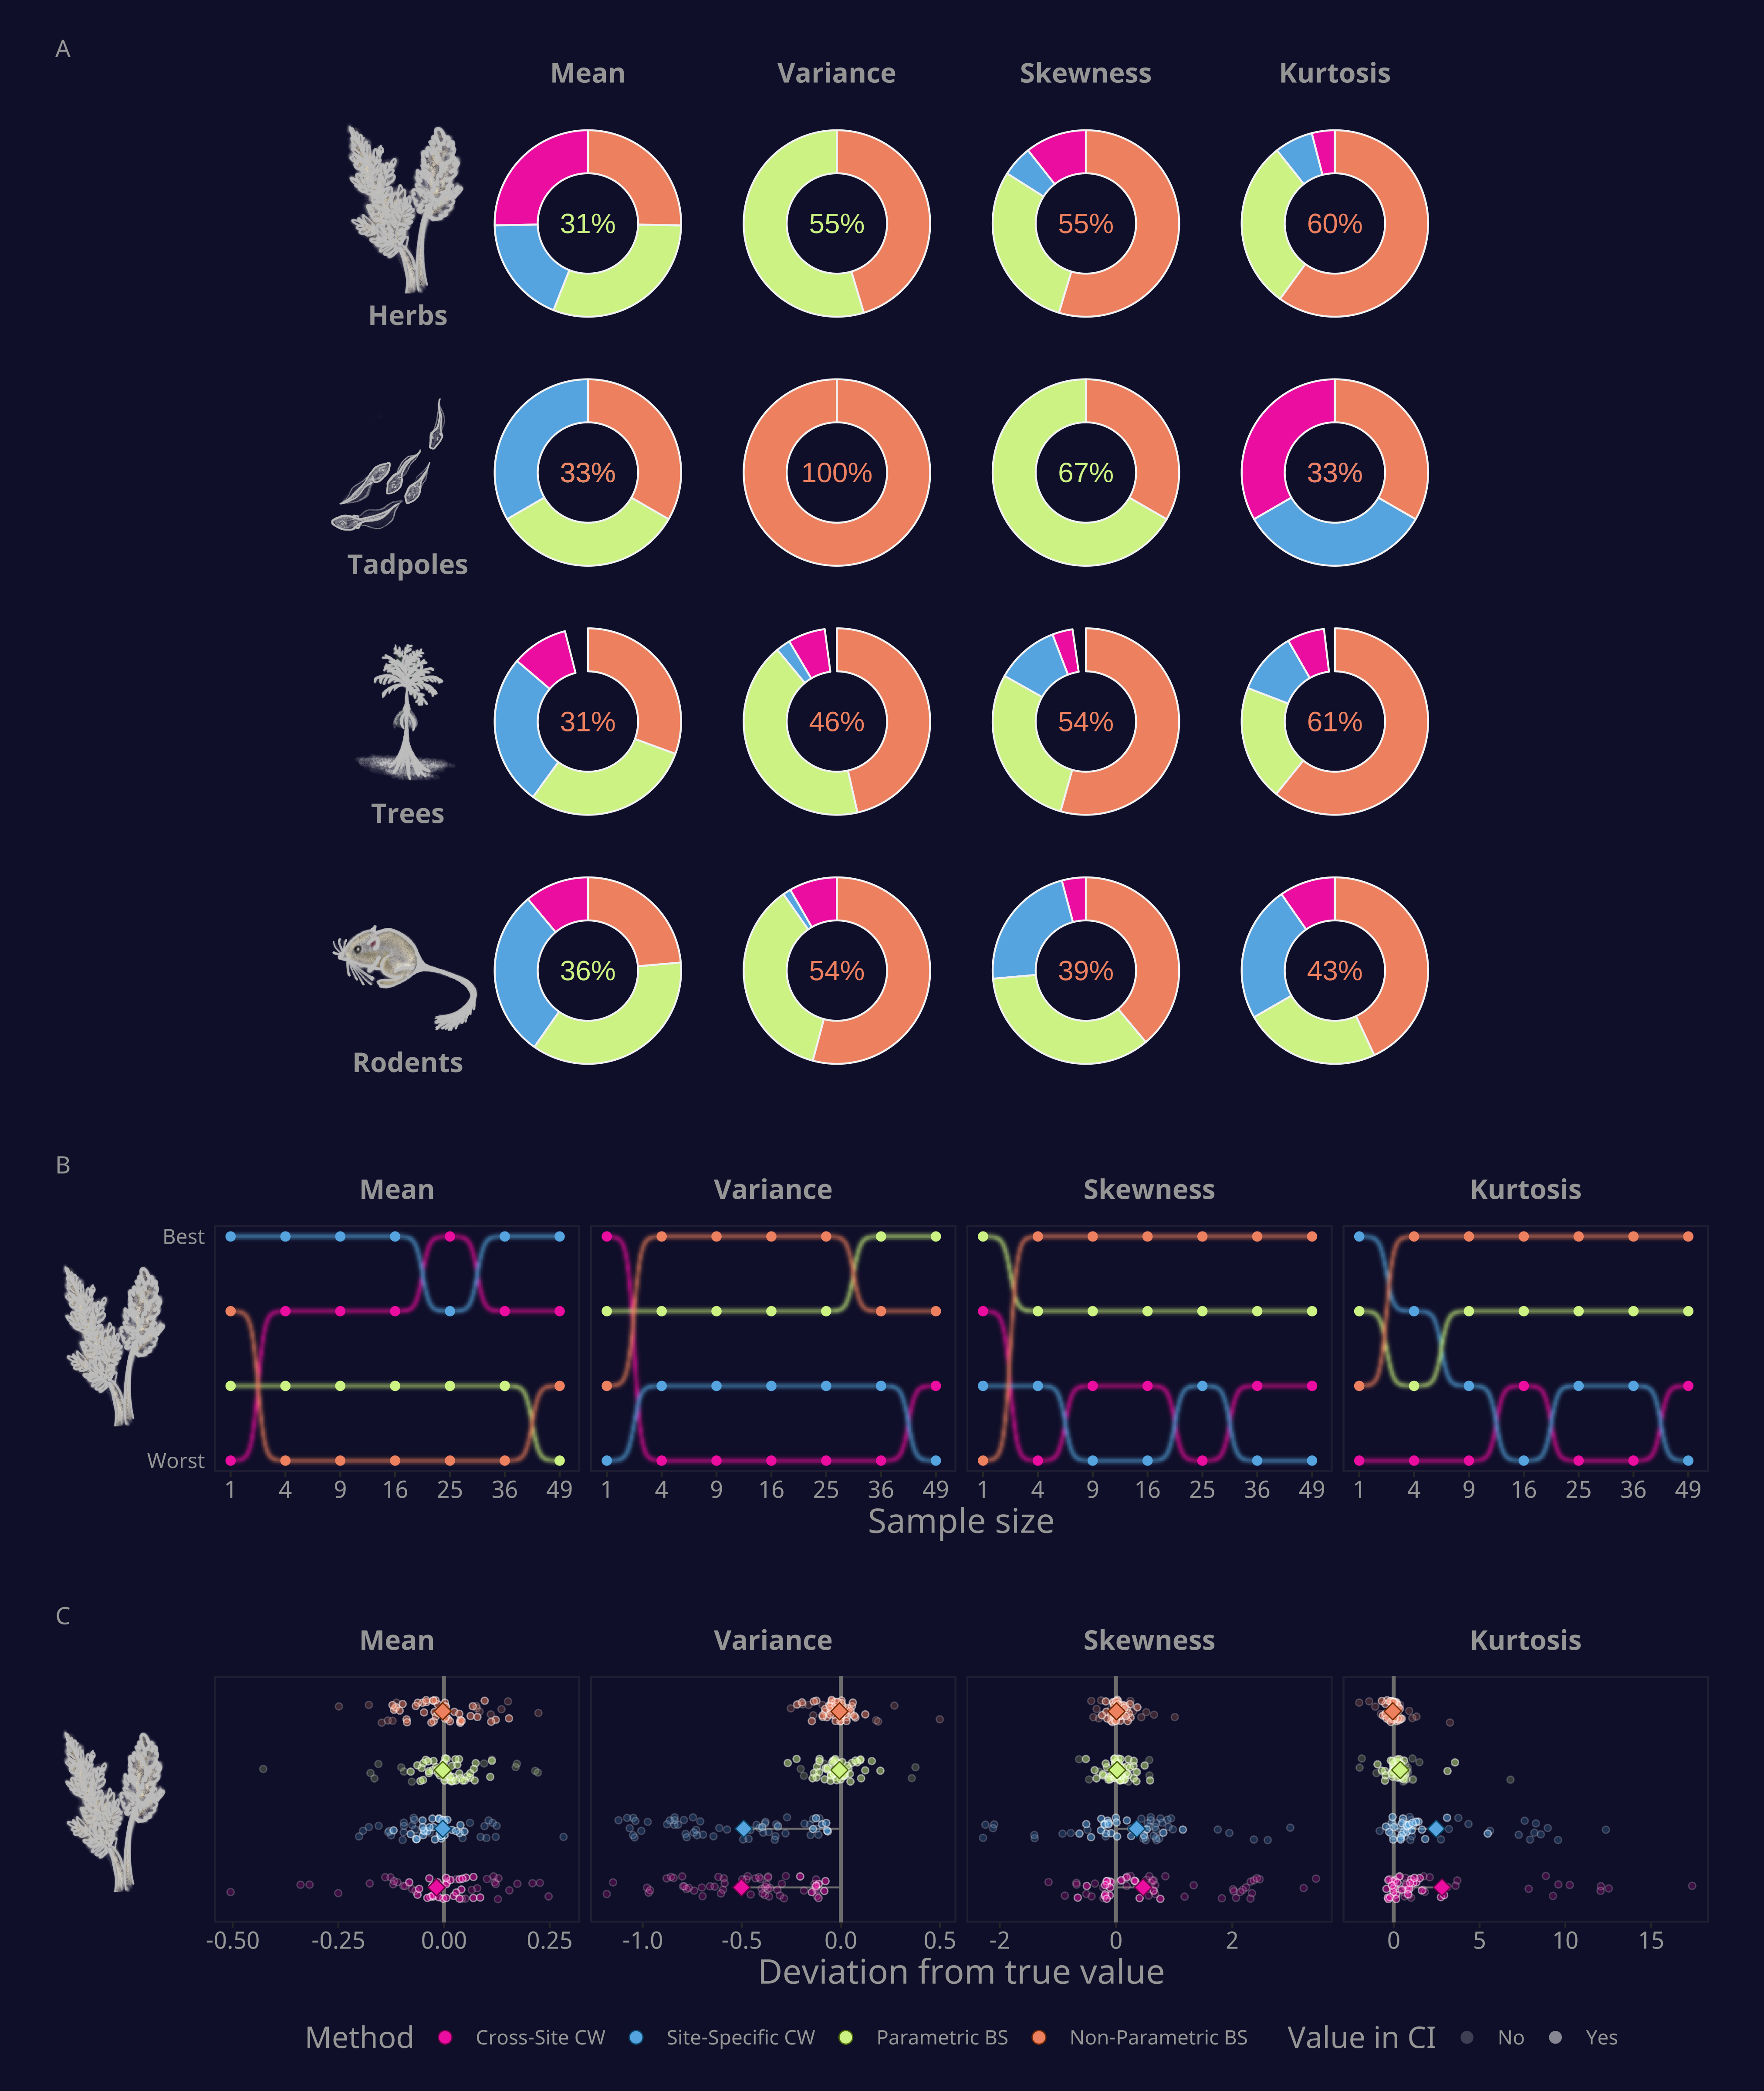 A
Mean Variance Skewness Kurtosis
31% 55% 55% 60%
Herbs
33% 100% 67% 33%
Tadpoles
31% 46% 54% 61%
Trees
36% 54% 39% 43%
Rodents
B
Mean Variance Skewness Kurtosis
Best
Worst
1 4 9 16 25 36 49 1 4 9 16 25 36 49 1 4 9 16 25 36 49 1 4 9 16 25 36 49
Sample size
C
Mean Variance Skewness Kurtosis
-0.50 -0.25 0.00 0.25 -1.0 -0.5 0.0 0.5 -2 0 2 0 5 10 15
Deviation from true value
Method Cross-Site CW Site-Specific CW Parametric BS Non-Parametric BS Value in CI No Yes